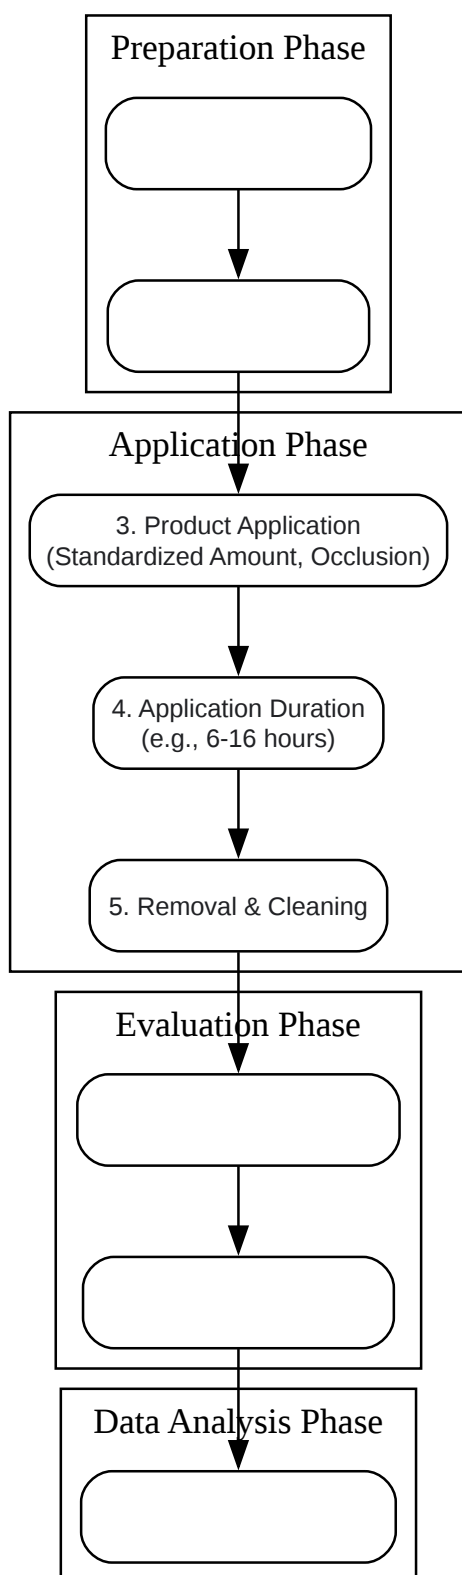 Preparation Phase
Application Phase
3. Product Application
(Standardized Amount, Occlusion)
4. Application Duration
(e.g., 6-16 hours)
5. Removal & Cleaning
Evaluation Phase
Data Analysis Phase